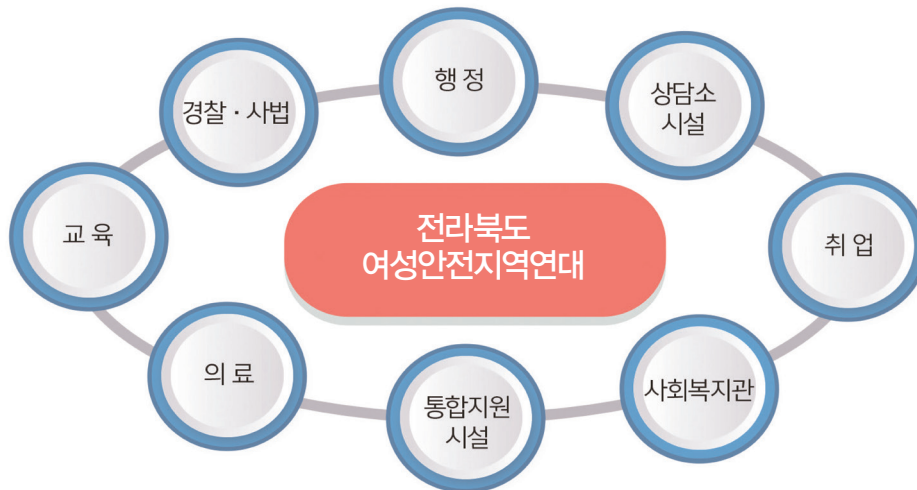 행 정
경찰 · 사법
상담소
시설
교 육
전라북도
여성안전지역연대
취 업
의 료
통합지원
시설
사회복지관